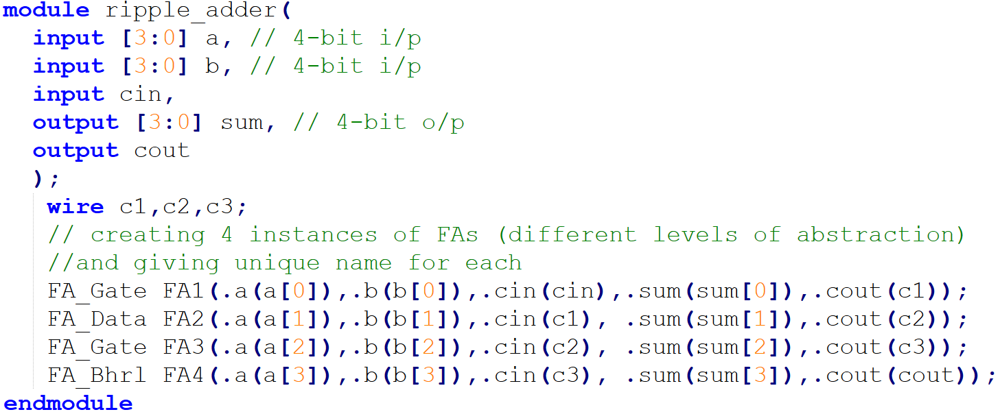 module ripple_adder(
input [3:0] a, // 4-bit i/p
input [3:0] b, // 4-bit i/p
input cin,
output [3:0] sum, // 4-bit o/p
output cout
);
wire c1,c2,c3;
// creating 4 instances of FAs (different levels of abstraction)
//and giving unique name for each
FA_Gate FA1(.a(a[0]),.b(b[0]),.cin(cin),.sum(sum[0]),.cout(c1));
FA_Data FA2(.a(a[1]),.b(b[1]),.cin(c1), .sum(sum[1]),.cout(c2));
FA_Gate FA3(.a(a[2]),.b(b[2]),.cin(c2), .sum(sum[2]),.cout(c3));
FA_Bhrl FA4(.a(a[3]),.b(b[3]),.cin(c3), .sum(sum[3]),.cout(cout));
endmodule